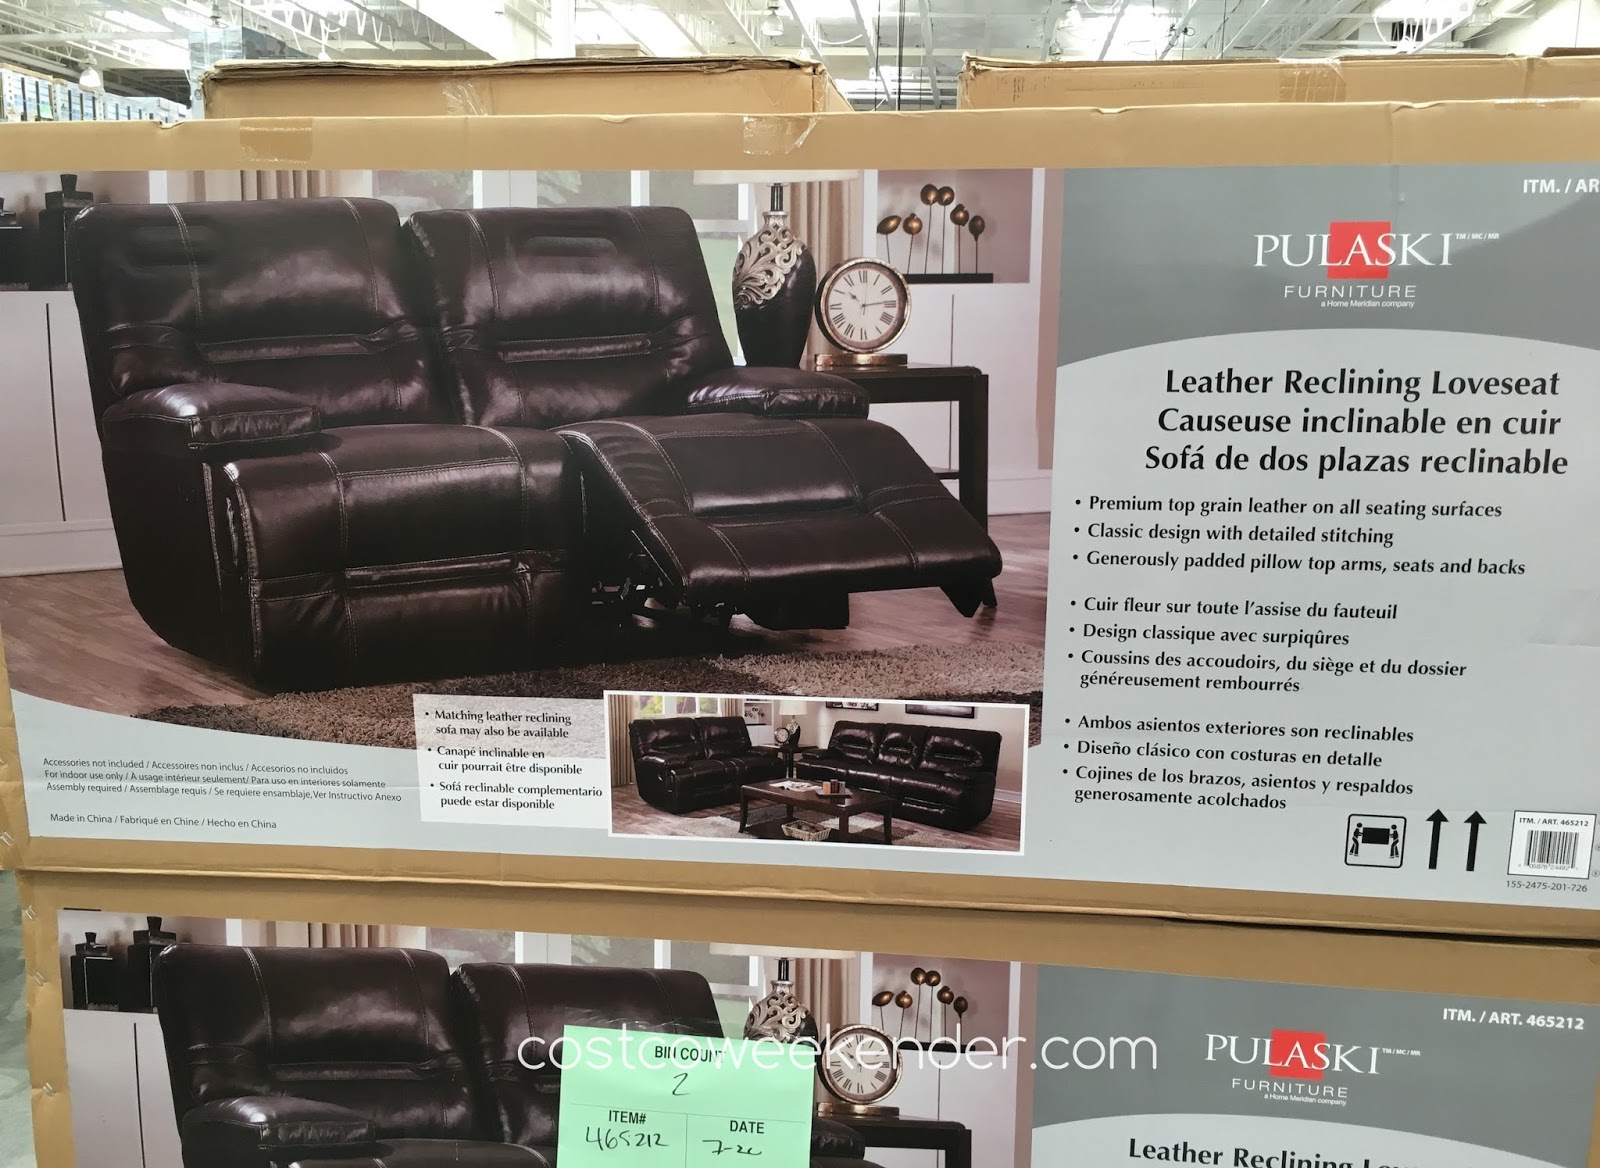 ITM. / AR
PULASKI TM / MC / MR
FURNITURE
a Home Meridian company
Leather Reclining Loveseat
Causeuse inclinable en cuir
Sofá de dos plazas reclinable
• Premium top grain leather on all seating surfaces
• Classic design with detailed stitching
• Generously padded pillow top arms, seats and backs
• Cuir fleur sur toute l'assise du fauteuil
• Design classique avec surpiqûres
• Coussins des accoudoirs, du siège et du dossier
généreusement rembourrés
• Ambos asientos exteriores son reclinables
• Diseño clásico con costuras en detalle
• Cojines de los brazos, asientos y respaldos
generosamente acolchados
• Matching leather reclining
sofa may also be available
• Canapé inclinable en
cuir pourrait être disponible
• Sofá reclinable complementario
puede estar disponible
Accessories not included / Accessoires non inclus / Accesorios no incluidos
For indoor use only / À usage intérieur seulement/ Para uso en interiores solamente
Assembly required / Assemblage requis / Se requiere ensamblaje, Ver Instructivo Anexo
Made in China / Fabriqué en Chine / Hecho en China
ITM. / ART. 465212
155-2475-201-726
ITM. / ART. 465212
PULASKI TM / MC / MR
FURNITURE
a Home Meridian company
Leather Reclining
costcoweekender.com
COUNT
2
ITEM#
465212
DATE